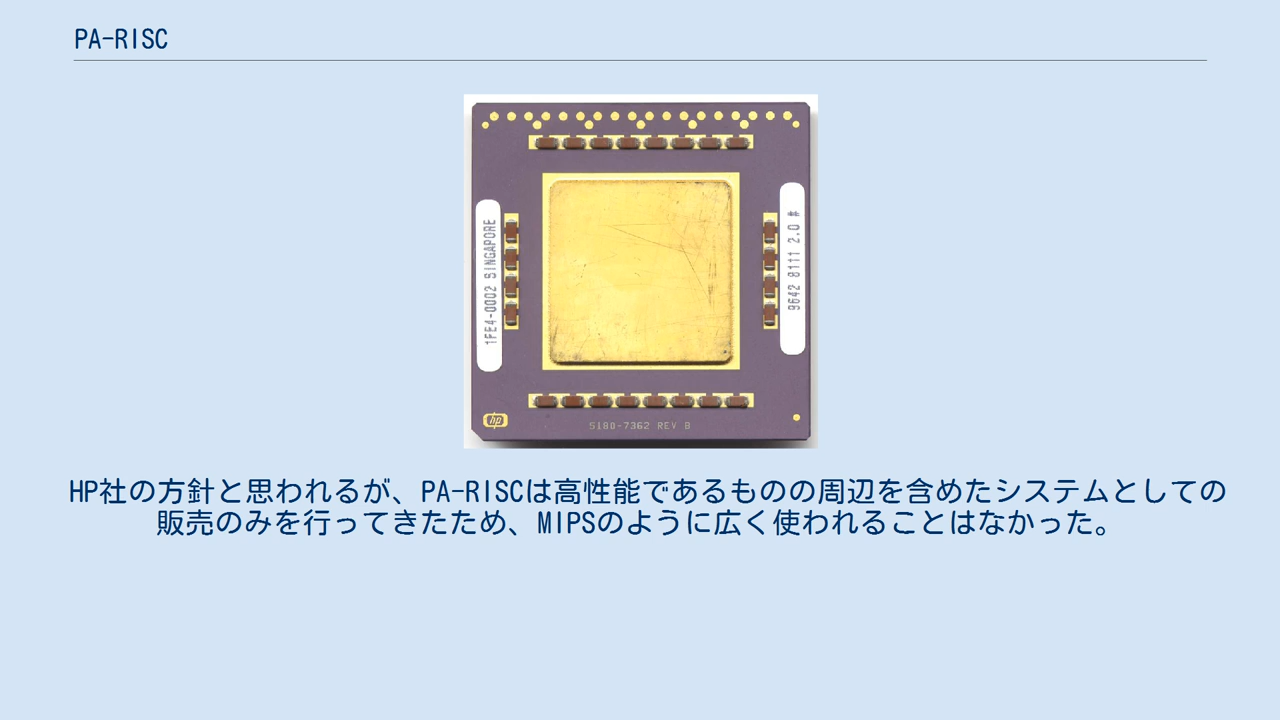 PA-RISC
1FE4-0002 SINGAPORE
9642 8111 2.0 #
hp
5180-7362 REV B
HP社の方針と思われるが、PA-RISCは高性能であるものの周辺を含めたシステムとしての
販売のみを行ってきたため、MIPSのように広く使われることはなかった。